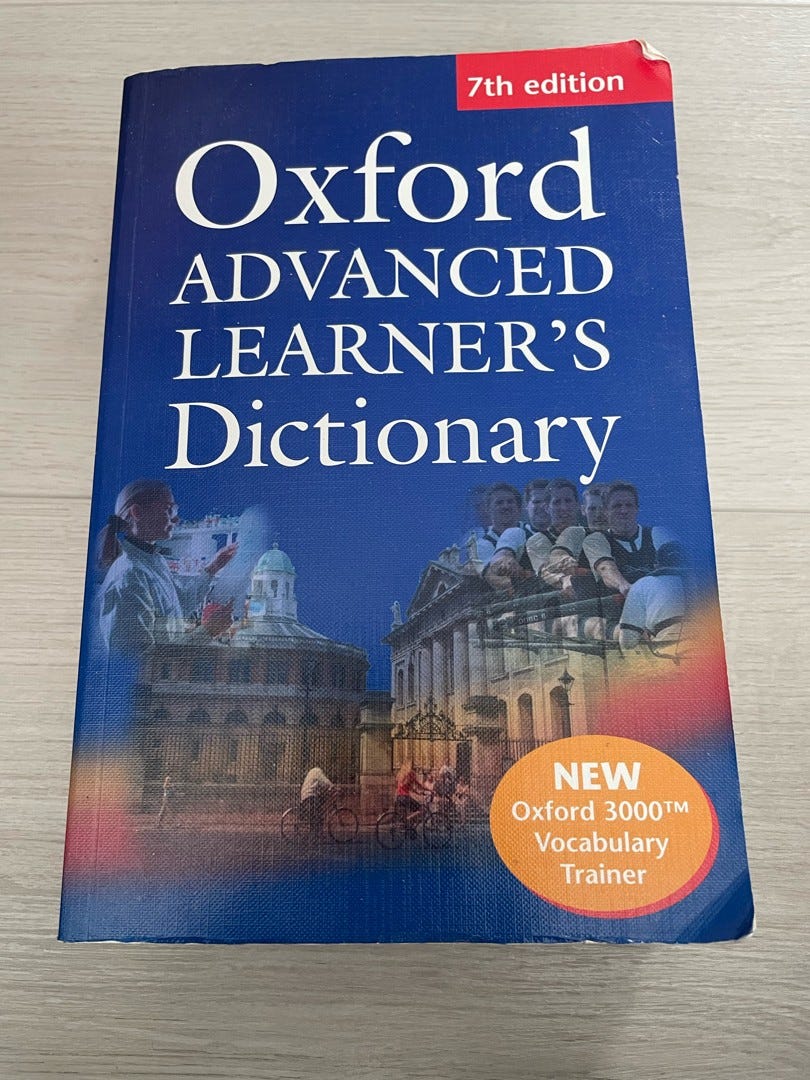 7th edition
Oxford
ADVANCED
LEARNER'S
Dictionary
NEW
Oxford 3000™
Vocabulary
Trainer